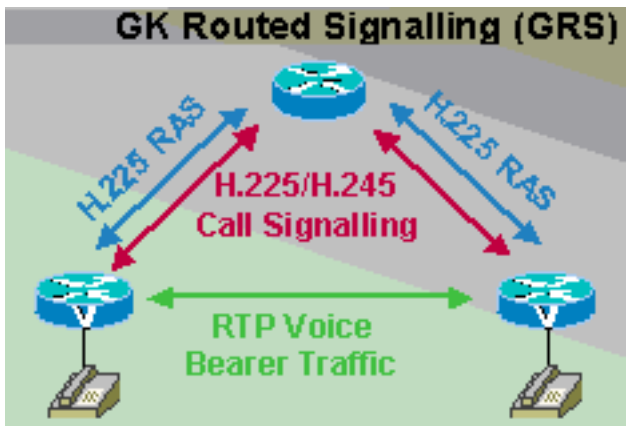 GK Routed Signalling (GRS)
H.225 RAS
H.225 RAS
H.225/H.245
Call Signalling
V
V
RTP Voice
Bearer Traffic